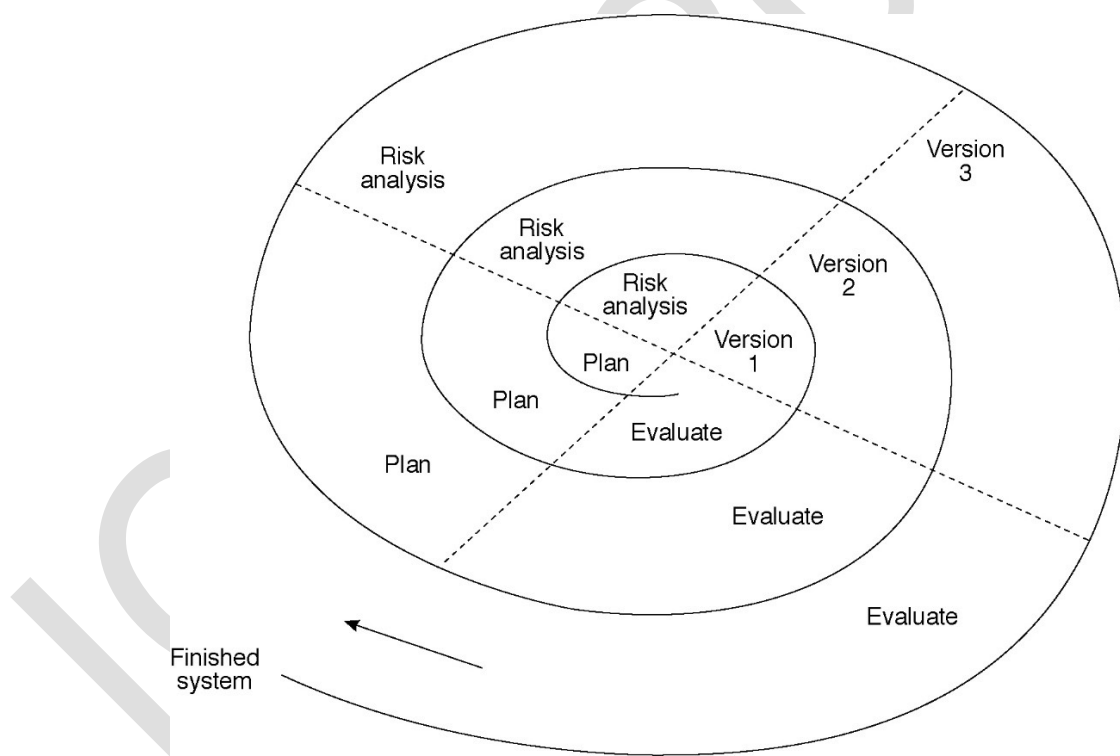 Risk
analysis
Version
3
Risk
analysis
Version
2
Risk
analysis
Version
1
Plan
Plan
Evaluate
Plan
Evaluate
Evaluate
Finished
system